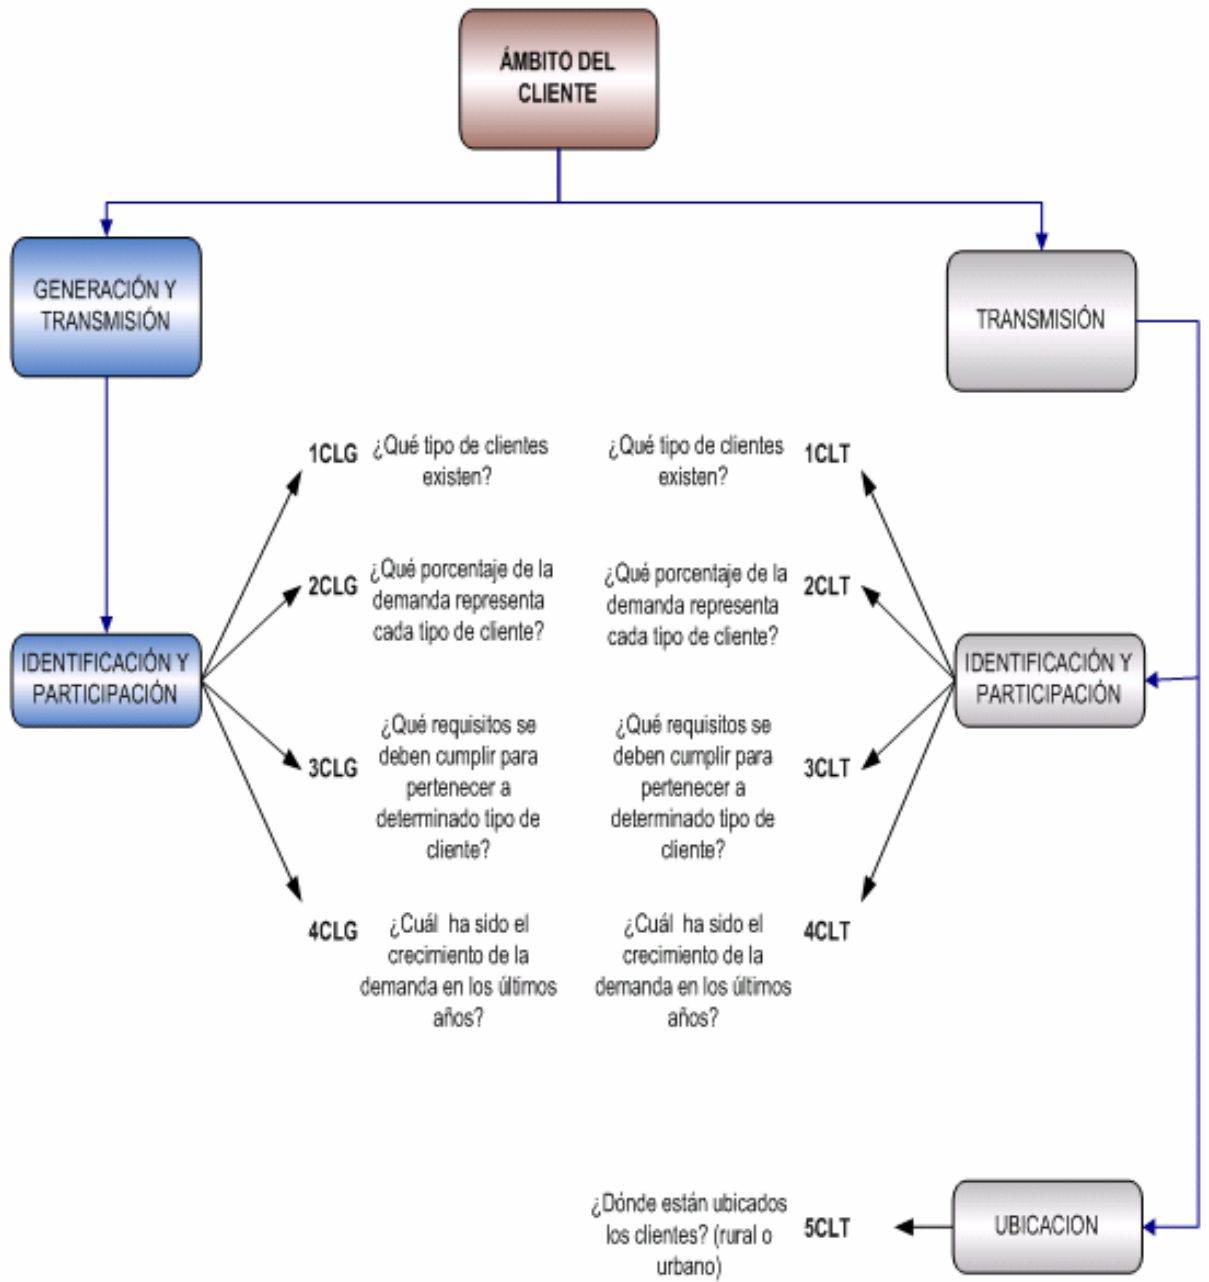 ÁMBITO DEL
CLIENTE
GENERACIÓN Y
TRANSMISIÓN
TRANSMISIÓN
1CLG
¿Qué tipo de clientes
existen?
¿Qué tipo de clientes
existen?
1CLT
2CLG
¿Qué porcentaje de la
demanda representa
cada tipo de cliente?
¿Qué porcentaje de la
demanda representa
cada tipo de cliente?
2CLT
IDENTIFICACIÓN Y
PARTICIPACIÓN
IDENTIFICACIÓN Y
PARTICIPACIÓN
3CLG
¿Qué requisitos se
deben cumplir para
pertenecer a
determinado tipo de
cliente?
¿Qué requisitos se
deben cumplir para
pertenecer a
determinado tipo de
cliente?
3CLT
4CLG
¿Cuál ha sido el
crecimiento de la
demanda en los últimos
años?
¿Cuál ha sido el
crecimiento de la
demanda en los últimos
años?
4CLT
¿Dónde están ubicados
los clientes? (rural o
urbano)
5CLT
UBICACION